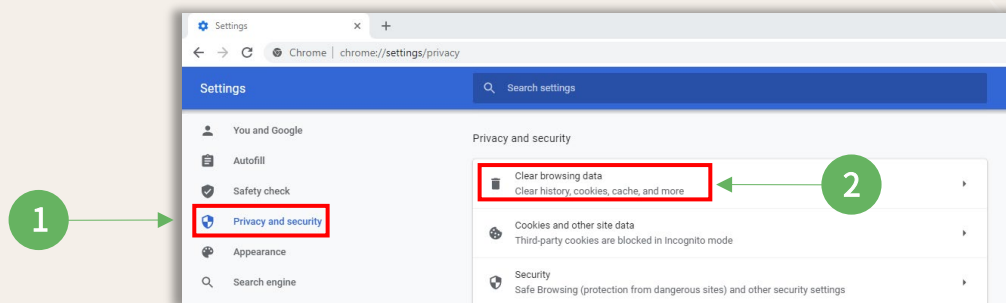 Settings
Chrome | chrome://settings/privacy
Settings
Search settings
You and Google
Autofill
Safety check
Privacy and security
Appearance
Search engine
Privacy and security
Clear browsing data
Clear history, cookies, cache, and more
Cookies and other site data
Third-party cookies are blocked in Incognito mode
Security
Safe Browsing (protection from dangerous sites) and other security settings
1
2